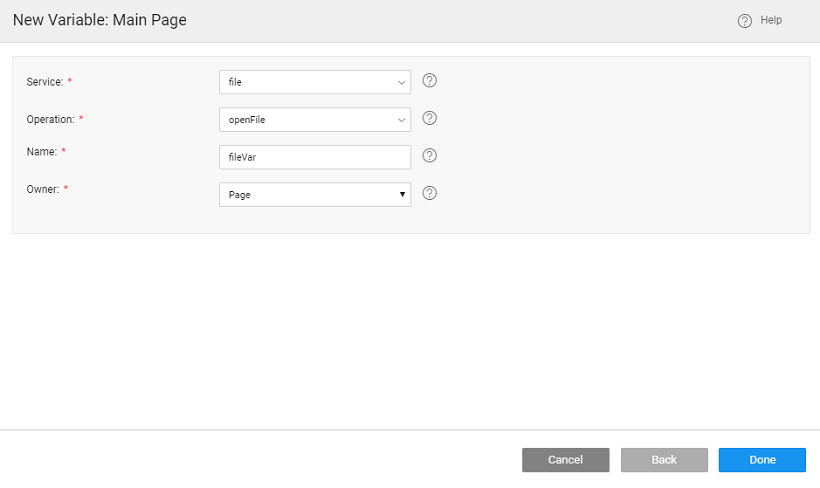 New Variable: Main Page
? Help
Service: * file ?
Operation: * openFile ?
Name: * fileVar ?
Owner: * Page ?
Cancel Back Done